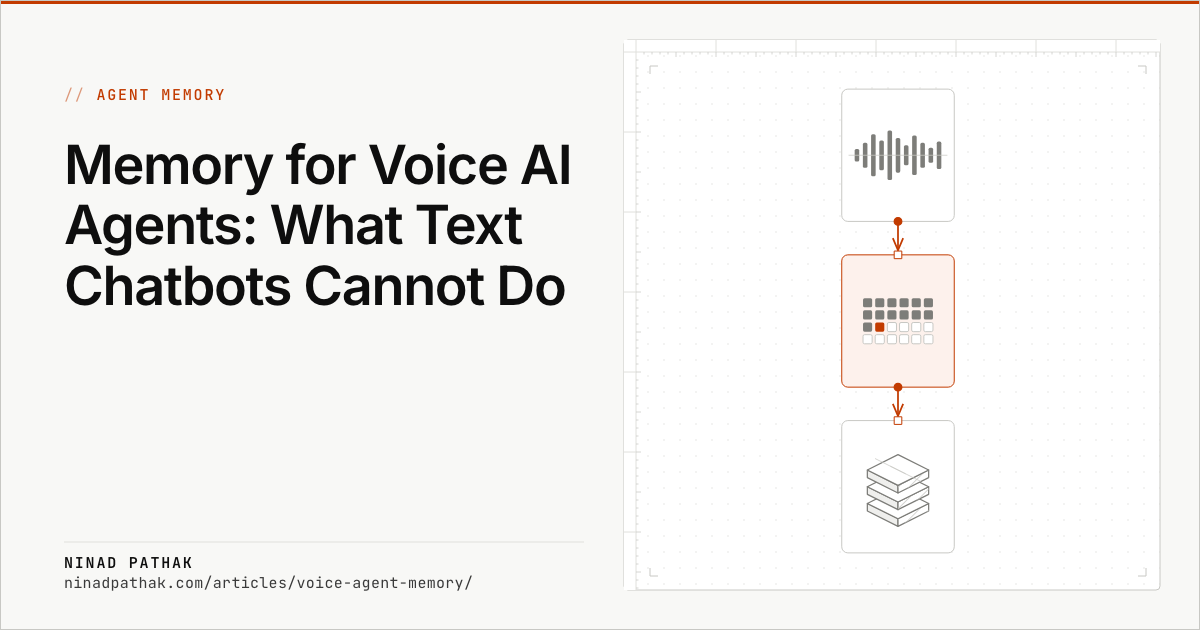 // AGENT MEMORY
Memory for Voice AI
Agents: What Text
Chatbots Cannot Do
NINAD PATHAK
ninadpathak.com/articles/voice-agent-memory/